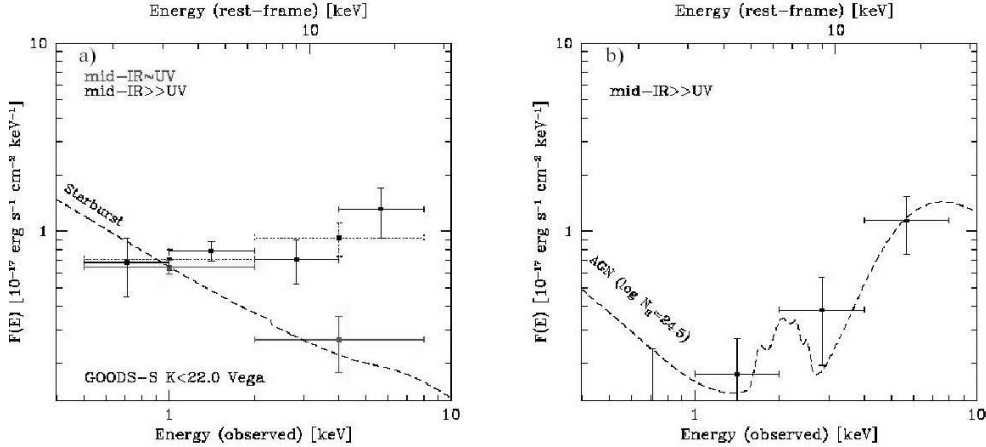 Energy (rest-frame) [keV]
10
10
a)
mid-IR≈UV
mid-IR>>UV
Starburst
1
F(E) [10⁻¹⁷ erg s⁻¹ cm⁻² keV⁻¹]
GOODS-S K<22.0 Vega
1
10
Energy (observed) [keV]
Energy (rest-frame) [keV]
10
10
b)
mid-IR>>UV
1
F(E) [10⁻¹⁷ erg s⁻¹ cm⁻² keV⁻¹]
AGN (log N_H=24.5)
1
10
Energy (observed) [keV]